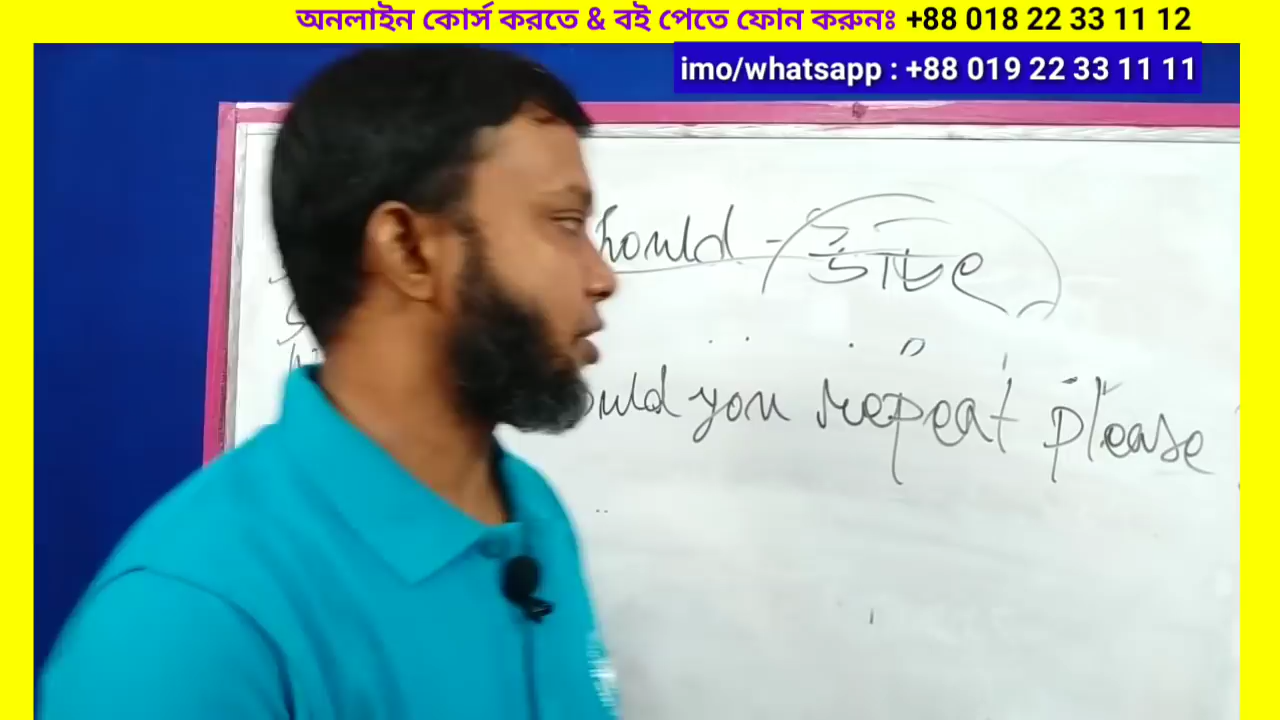 অনলাইন কোর্স করতে & বই পেতে ফোন করুনঃ +88 018 22 33 11 12
imo/whatsapp : +88 019 22 33 11 11
hould - উচিত
ould you repeat please